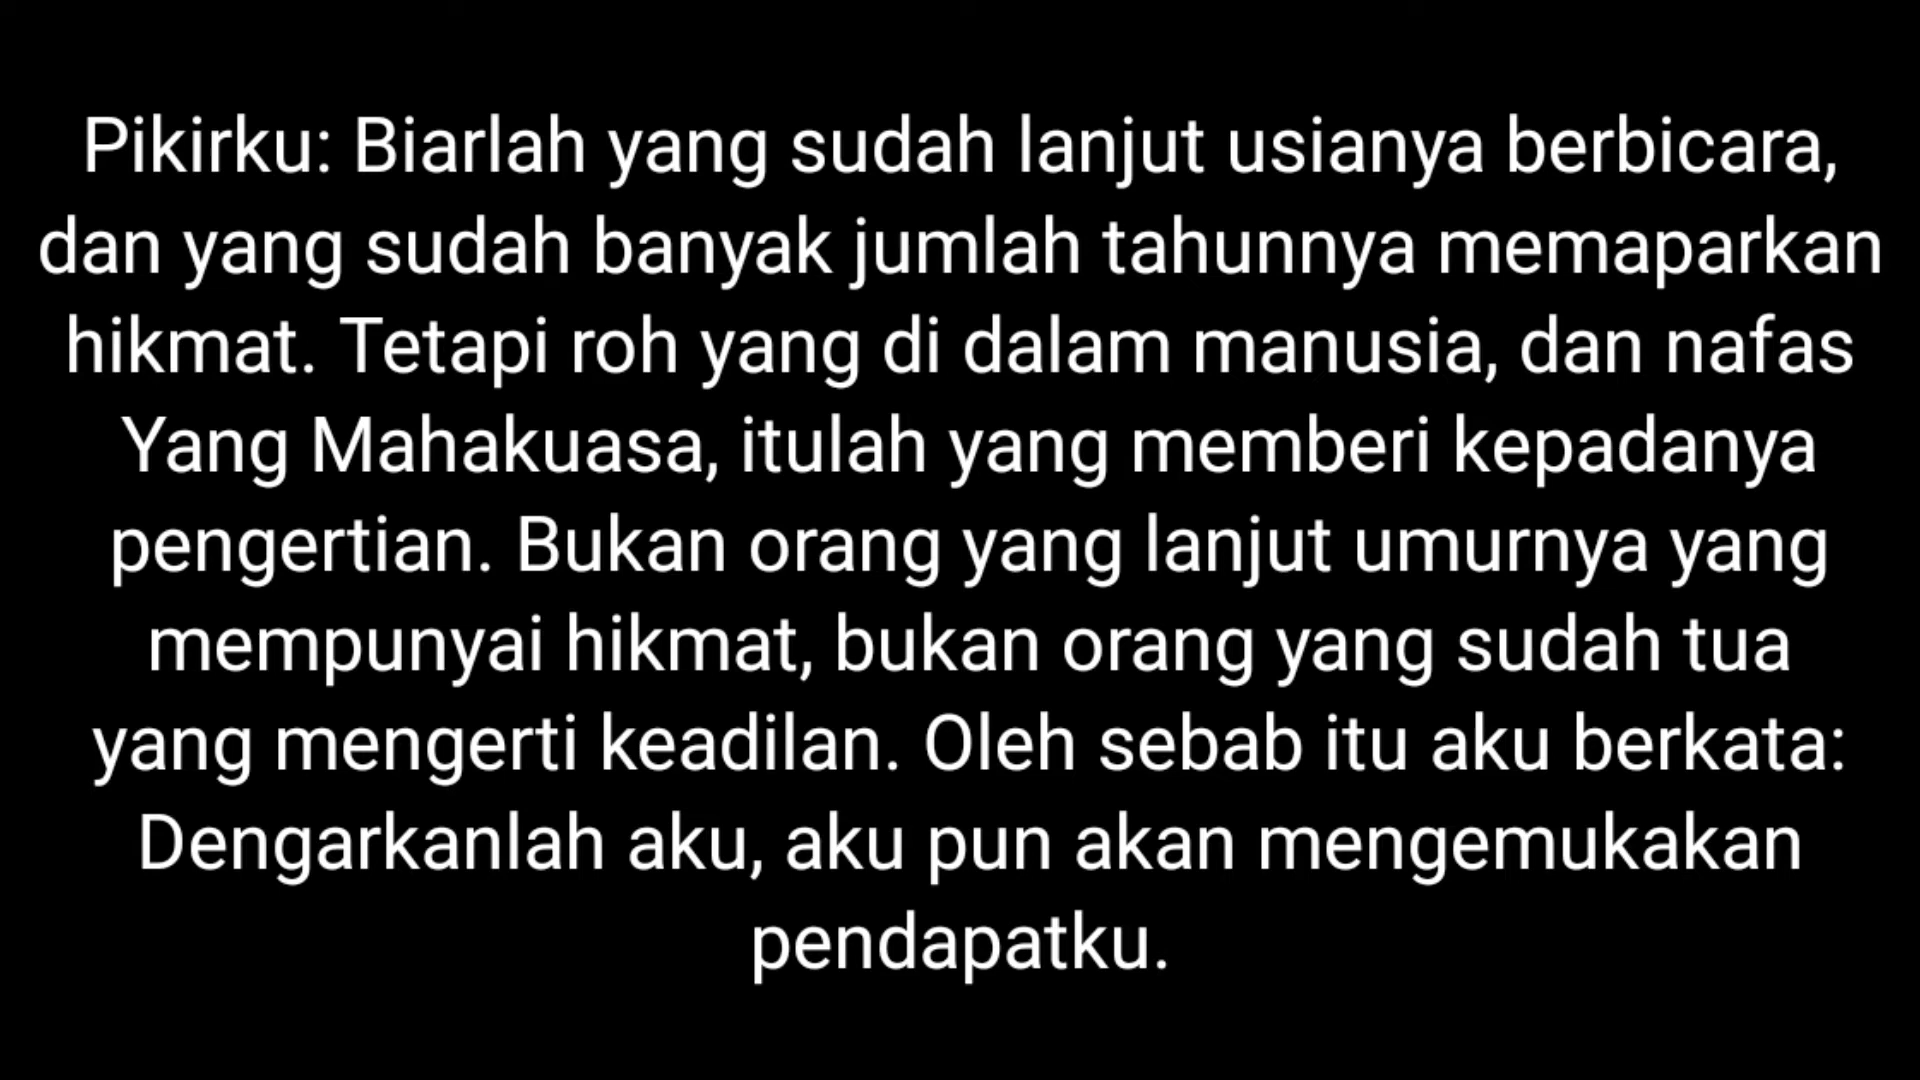 Pikirku: Biarlah yang sudah lanjut usianya berbicara,
dan yang sudah banyak jumlah tahunnya memaparkan
hikmat. Tetapi roh yang di dalam manusia, dan nafas
Yang Mahakuasa, itulah yang memberi kepadanya
pengertian. Bukan orang yang lanjut umurnya yang
mempunyai hikmat, bukan orang yang sudah tua
yang mengerti keadilan. Oleh sebab itu aku berkata:
Dengarkanlah aku, aku pun akan mengemukakan
pendapatku.